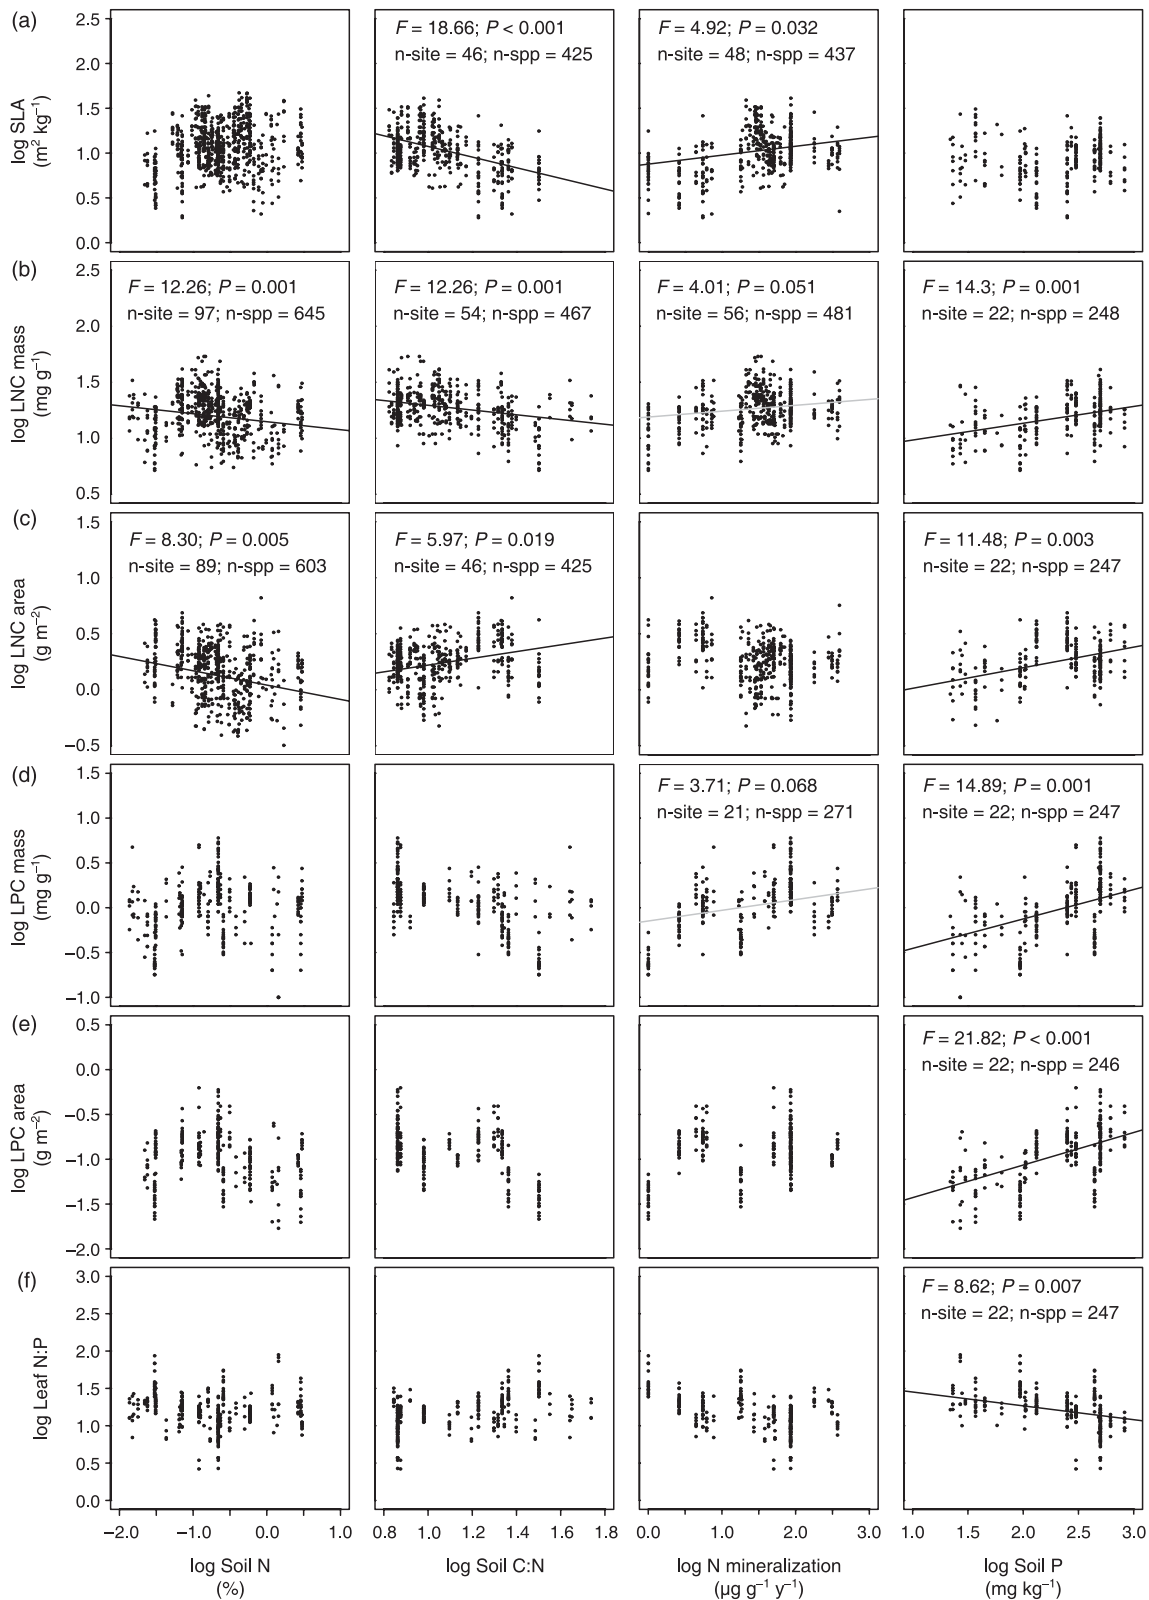 (a)
2.5
2.0
1.5
1.0
0.5
0.0
log SLA
(m² kg⁻¹)
F = 18.66; P < 0.001
n-site = 46; n-spp = 425
F = 4.92; P = 0.032
n-site = 48; n-spp = 437
(b)
2.5
2.0
1.5
1.0
0.5
log LNC mass
(mg g⁻¹)
F = 12.26; P = 0.001
n-site = 97; n-spp = 645
F = 12.26; P = 0.001
n-site = 54; n-spp = 467
F = 4.01; P = 0.051
n-site = 56; n-spp = 481
F = 14.3; P = 0.001
n-site = 22; n-spp = 248
(c)
1.5
1.0
0.5
0.0
−0.5
log LNC area
(g m⁻²)
F = 8.30; P = 0.005
n-site = 89; n-spp = 603
F = 5.97; P = 0.019
n-site = 46; n-spp = 425
F = 11.48; P = 0.003
n-site = 22; n-spp = 247
(d)
1.5
1.0
0.5
0.0
−0.5
−1.0
log LPC mass
(mg g⁻¹)
F = 3.71; P = 0.068
n-site = 21; n-spp = 271
F = 14.89; P = 0.001
n-site = 22; n-spp = 247
(e)
0.5
0.0
−0.5
−1.0
−1.5
−2.0
log LPC area
(g m⁻²)
F = 21.82; P < 0.001
n-site = 22; n-spp = 246
(f)
3.0
2.5
2.0
1.5
1.0
0.5
0.0
log Leaf N:P
F = 8.62; P = 0.007
n-site = 22; n-spp = 247
−2.0 −1.0 0.0 1.0
log Soil N
(%)
0.8 1.0 1.2 1.4 1.6 1.8
log Soil C:N
0.0 1.0 2.0 3.0
log N mineralization
(µg g⁻¹ y⁻¹)
1.0 1.5 2.0 2.5 3.0
log Soil P
(mg kg⁻¹)